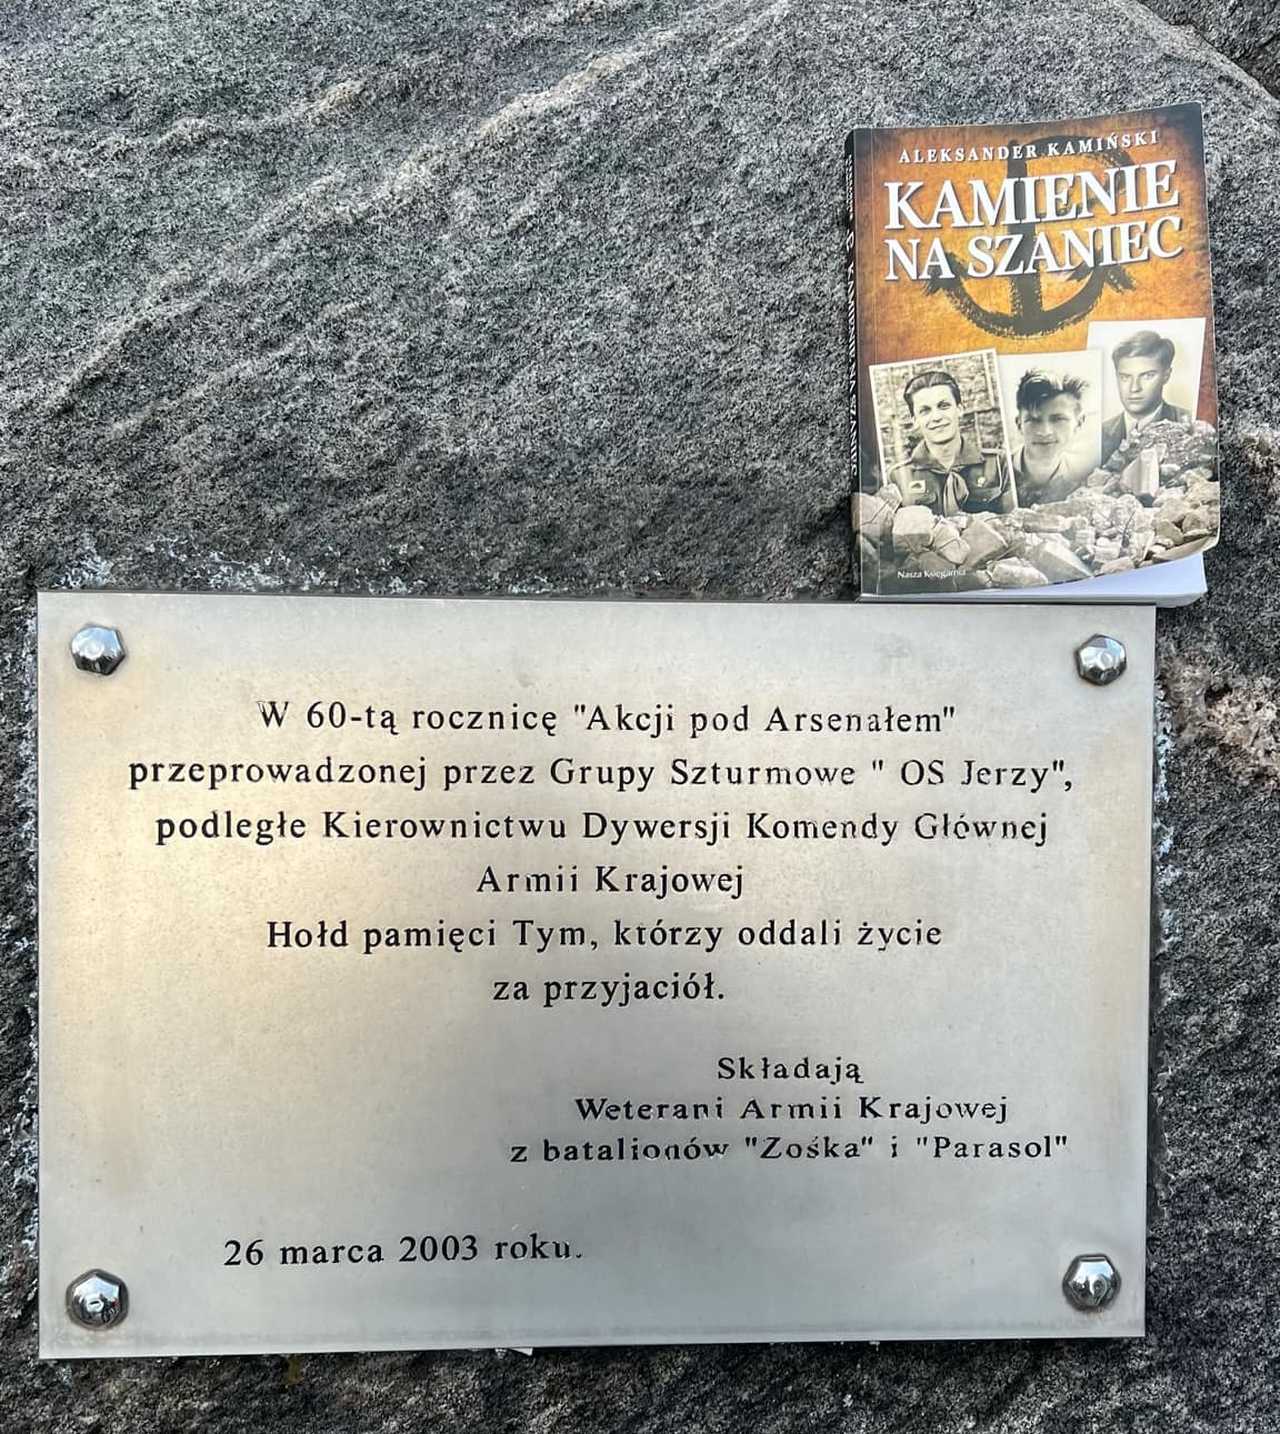 ALEKSANDER KAMIŃSKI
KAMIENIE
NA SZANIEC
Nasza Księgarnia
W 60-tą rocznicę "Akcji pod Arsenałem"
przeprowadzonej przez Grupy Szturmowe " OS Jerzy",
podległe Kierownictwu Dywersji Komendy Głównej
Armii Krajowej
Hołd pamięci Tym, którzy oddali życie
za przyjaciół.
Składają
Weterani Armii Krajowej
z batalionów "Zośka" i "Parasol"
26 marca 2003 roku.